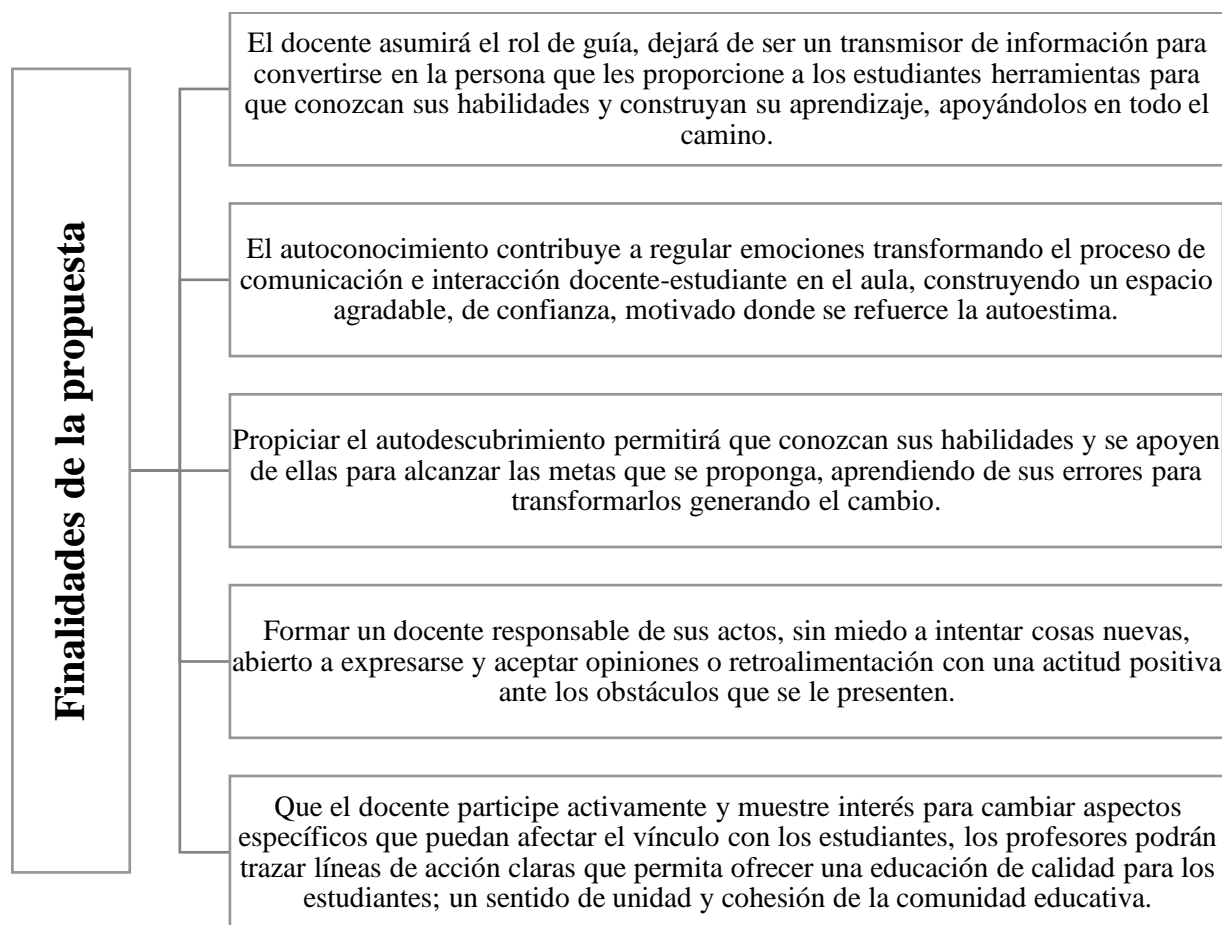 Finalidades de la propuesta
El docente asumirá el rol de guía, dejará de ser un transmisor de información para
convertirse en la persona que les proporcione a los estudiantes herramientas para
que conozcan sus habilidades y construyan su aprendizaje, apoyándolos en todo el
camino.
El autoconocimiento contribuye a regular emociones transformando el proceso de
comunicación e interacción docente-estudiante en el aula, construyendo un espacio
agradable, de confianza, motivado donde se refuerce la autoestima.
Propiciar el autodescubrimiento permitirá que conozcan sus habilidades y se apoyen
de ellas para alcanzar las metas que se proponga, aprendiendo de sus errores para
transformarlos generando el cambio.
Formar un docente responsable de sus actos, sin miedo a intentar cosas nuevas,
abierto a expresarse y aceptar opiniones o retroalimentación con una actitud positiva
ante los obstáculos que se le presenten.
Que el docente participe activamente y muestre interés para cambiar aspectos
específicos que puedan afectar el vínculo con los estudiantes, los profesores podrán
trazar líneas de acción claras que permita ofrecer una educación de calidad para los
estudiantes; un sentido de unidad y cohesión de la comunidad educativa.